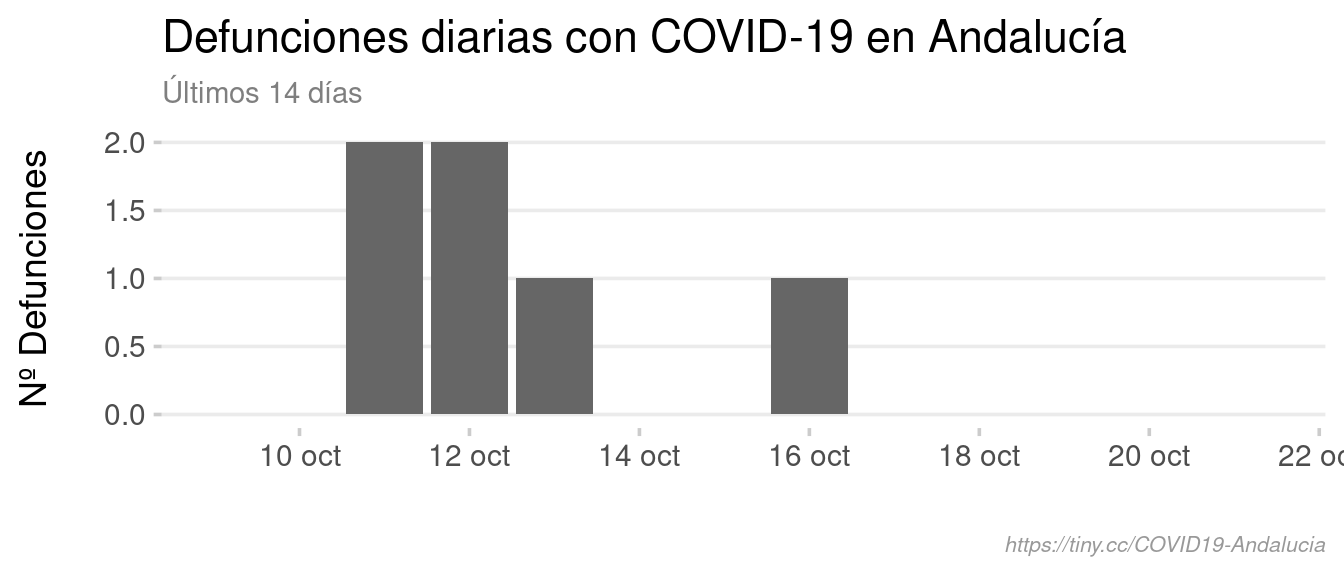 Defunciones diarias con COVID-19 en Andalucía
Últimos 14 días
Nº Defunciones
2.0
1.5
1.0
0.5
0.0
10 oct 12 oct 14 oct 16 oct 18 oct 20 oct 22 oc
https://tiny.cc/COVID19-Andalucia